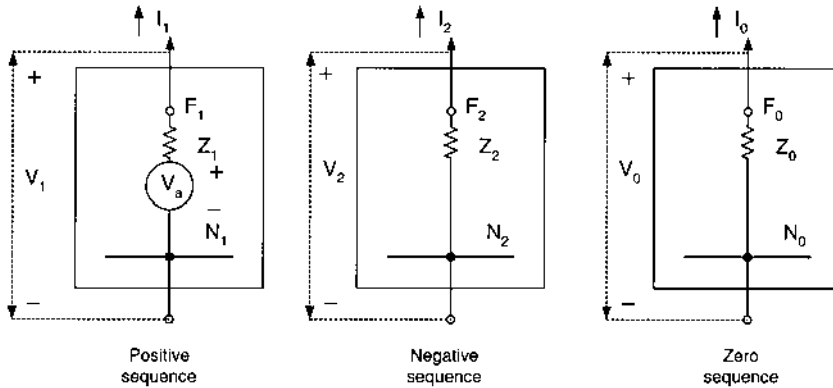 I₁
+
F₁
Z₁
+
V₁
Vₐ
−
N₁
−
Positive
sequence
I₂
+
F₂
Z₂
V₂
N₂
−
Negative
sequence
I₀
+
F₀
Z₀
V₀
N₀
−
Zero
sequence